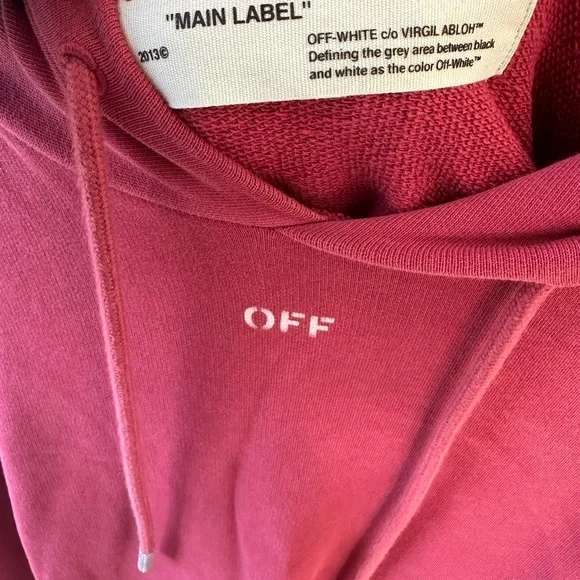 "MAIN LABEL"
2013©
OFF-WHITE c/o VIRGIL ABLOH™
Defining the grey area between black
and white as the color Off-White™
OFF